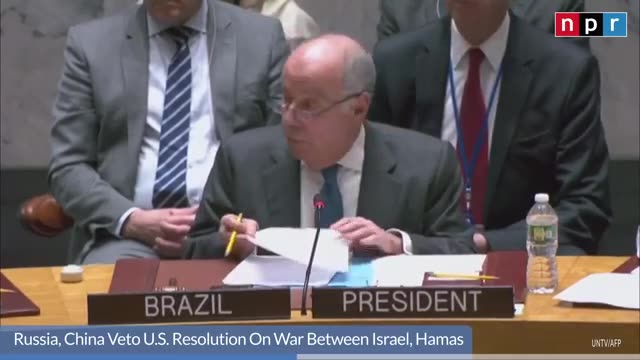 npr
BRAZIL
PRESIDENT
Russia, China Veto U.S. Resolution On War Between Israel, Hamas
UNTV/AFP